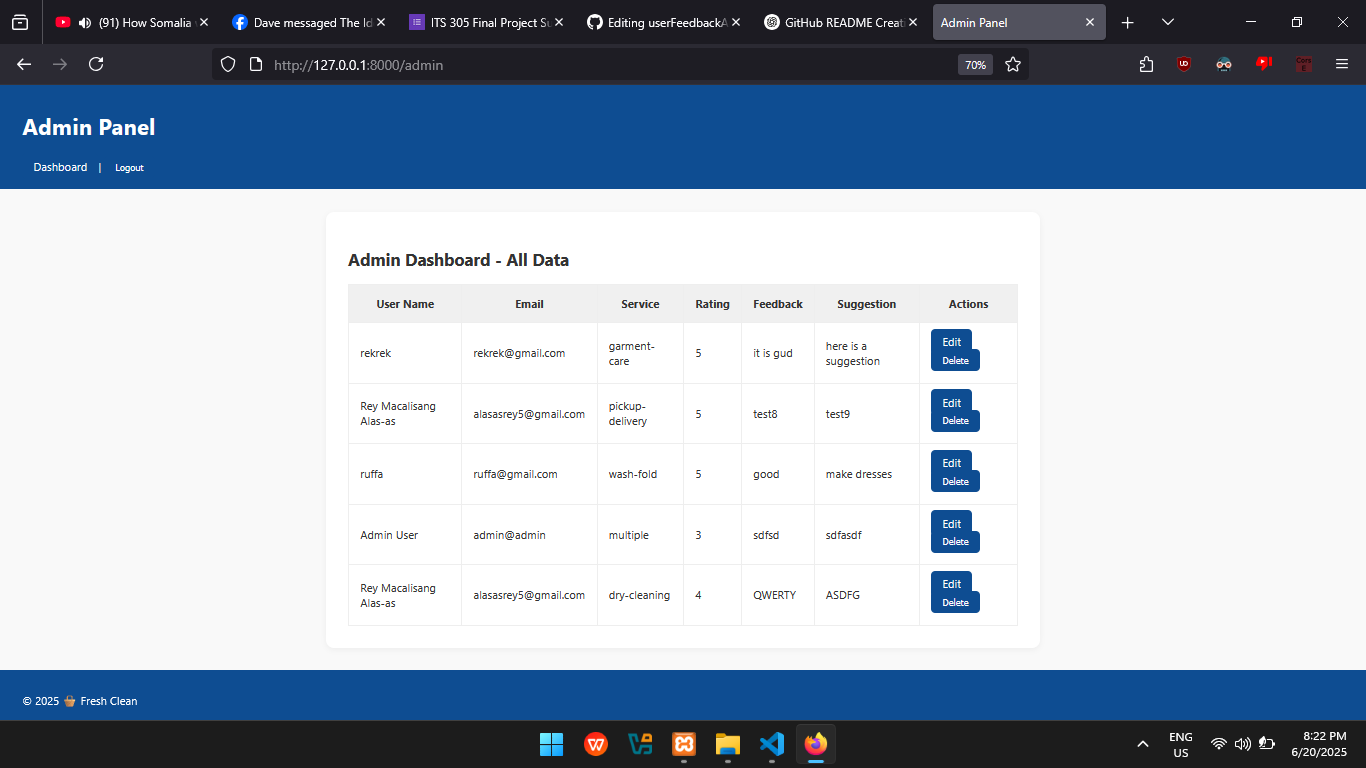 (91) How Somalia
Dave messaged The Id
ITS 305 Final Project Su
Editing userFeedbackA
GitHub README Creati
Admin Panel
http://127.0.0.1:8000/admin
70%
Admin Panel
Dashboard | Logout
Admin Dashboard - All Data
User Name Email Service Rating Feedback Suggestion Actions
rekrek rekrek@gmail.com garment-
care 5 it is gud here is a
suggestion Edit
Delete
Rey Macalisang
Alas-as alasasrey5@gmail.com pickup-
delivery 5 test8 test9 Edit
Delete
ruffa ruffa@gmail.com wash-fold 5 good make dresses Edit
Delete
Admin User admin@admin multiple 3 sdfsd sdfasdf Edit
Delete
Rey Macalisang
Alas-as alasasrey5@gmail.com dry-cleaning 4 QWERTY ASDFG Edit
Delete
© 2025 🧺 Fresh Clean
ENG
US
8:22 PM
6/20/2025